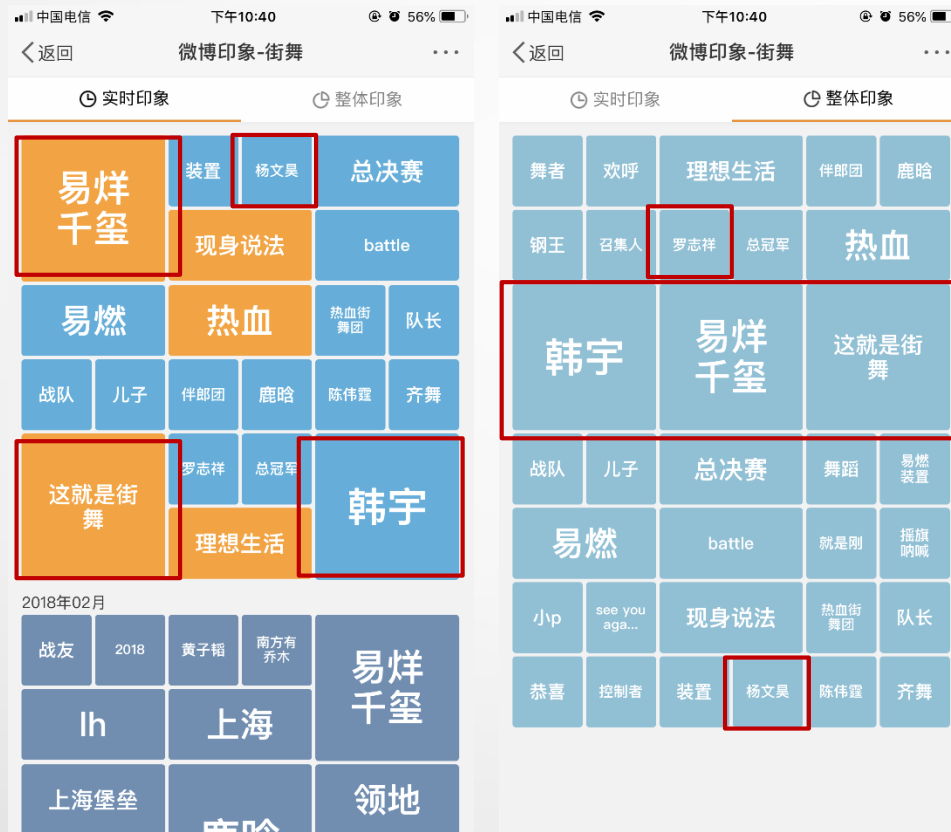 中国电信
下午10:40
56%
返回
微博印象-街舞
实时印象
整体印象
易烊
千玺
装置
杨文昊
总决赛
现身说法
battle
易燃
热血
热血街
舞团
队长
战队
儿子
伴郎团
鹿晗
陈伟霆
齐舞
这就是街
舞
罗志祥
总冠军
韩宇
理想生活
2018年02月
战友
2018
黄子韬
南方有
乔木
易烊
千玺
lh
上海
上海堡垒
鹿晗
领地
中国电信
下午10:40
56%
返回
微博印象-街舞
实时印象
整体印象
舞者
欢呼
理想生活
伴郎团
鹿晗
钢王
召集人
罗志祥
总冠军
热血
韩宇
易烊
千玺
这就是街
舞
战队
儿子
总决赛
舞蹈
易燃
装置
易燃
battle
就是刚
摇旗
呐喊
小p
see you
aga...
现身说法
热血街
舞团
队长
恭喜
控制者
装置
杨文昊
陈伟霆
齐舞